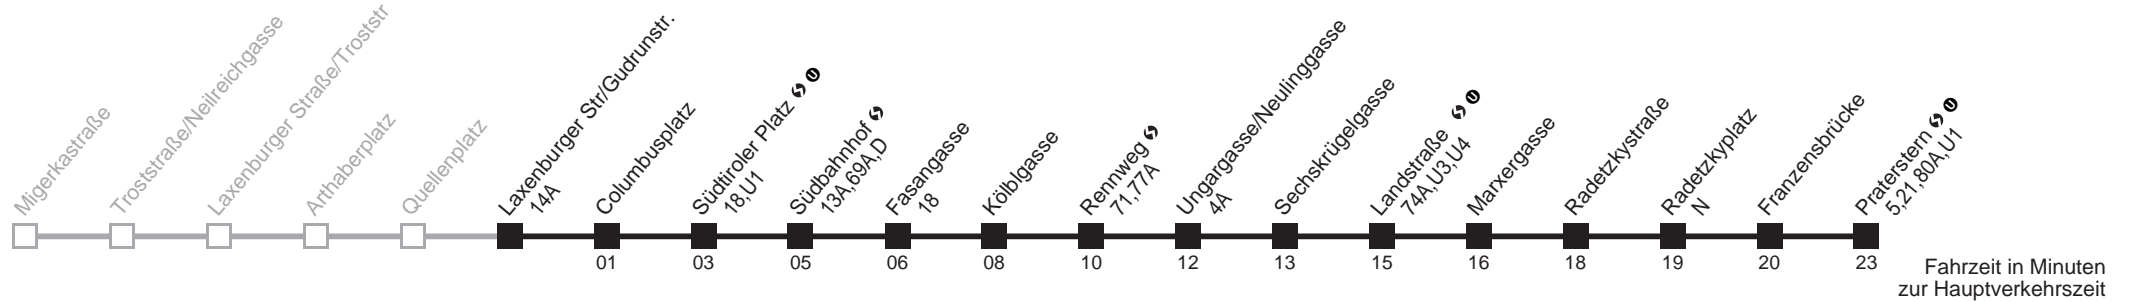 Migerkastraße
Troststraße/Neilreichgasse
Laxenburger Straße/Troststr
Arthaberplatz
Quellenplatz
Laxenburger Str/Gudrunstr.
14A
Columbusplatz
Südtiroler Platz S U
18,U1
Südbahnhof S
13A,69A,D
Fasangasse
18
Kölblgasse
Rennweg S
71,77A
Ungargasse/Neulinggasse
4A
Sechskrügelgasse
Landstraße S U
74A,U3,U4
Marxergasse
Radetzkystraße
Radetzkyplatz
N
Franzensbrücke
Praterstern S U
5,21,80A,U1
01 03 05 06 08 10 12 13 15 16 18 19 20 23
Fahrzeit in Minuten
zur Hauptverkehrszeit